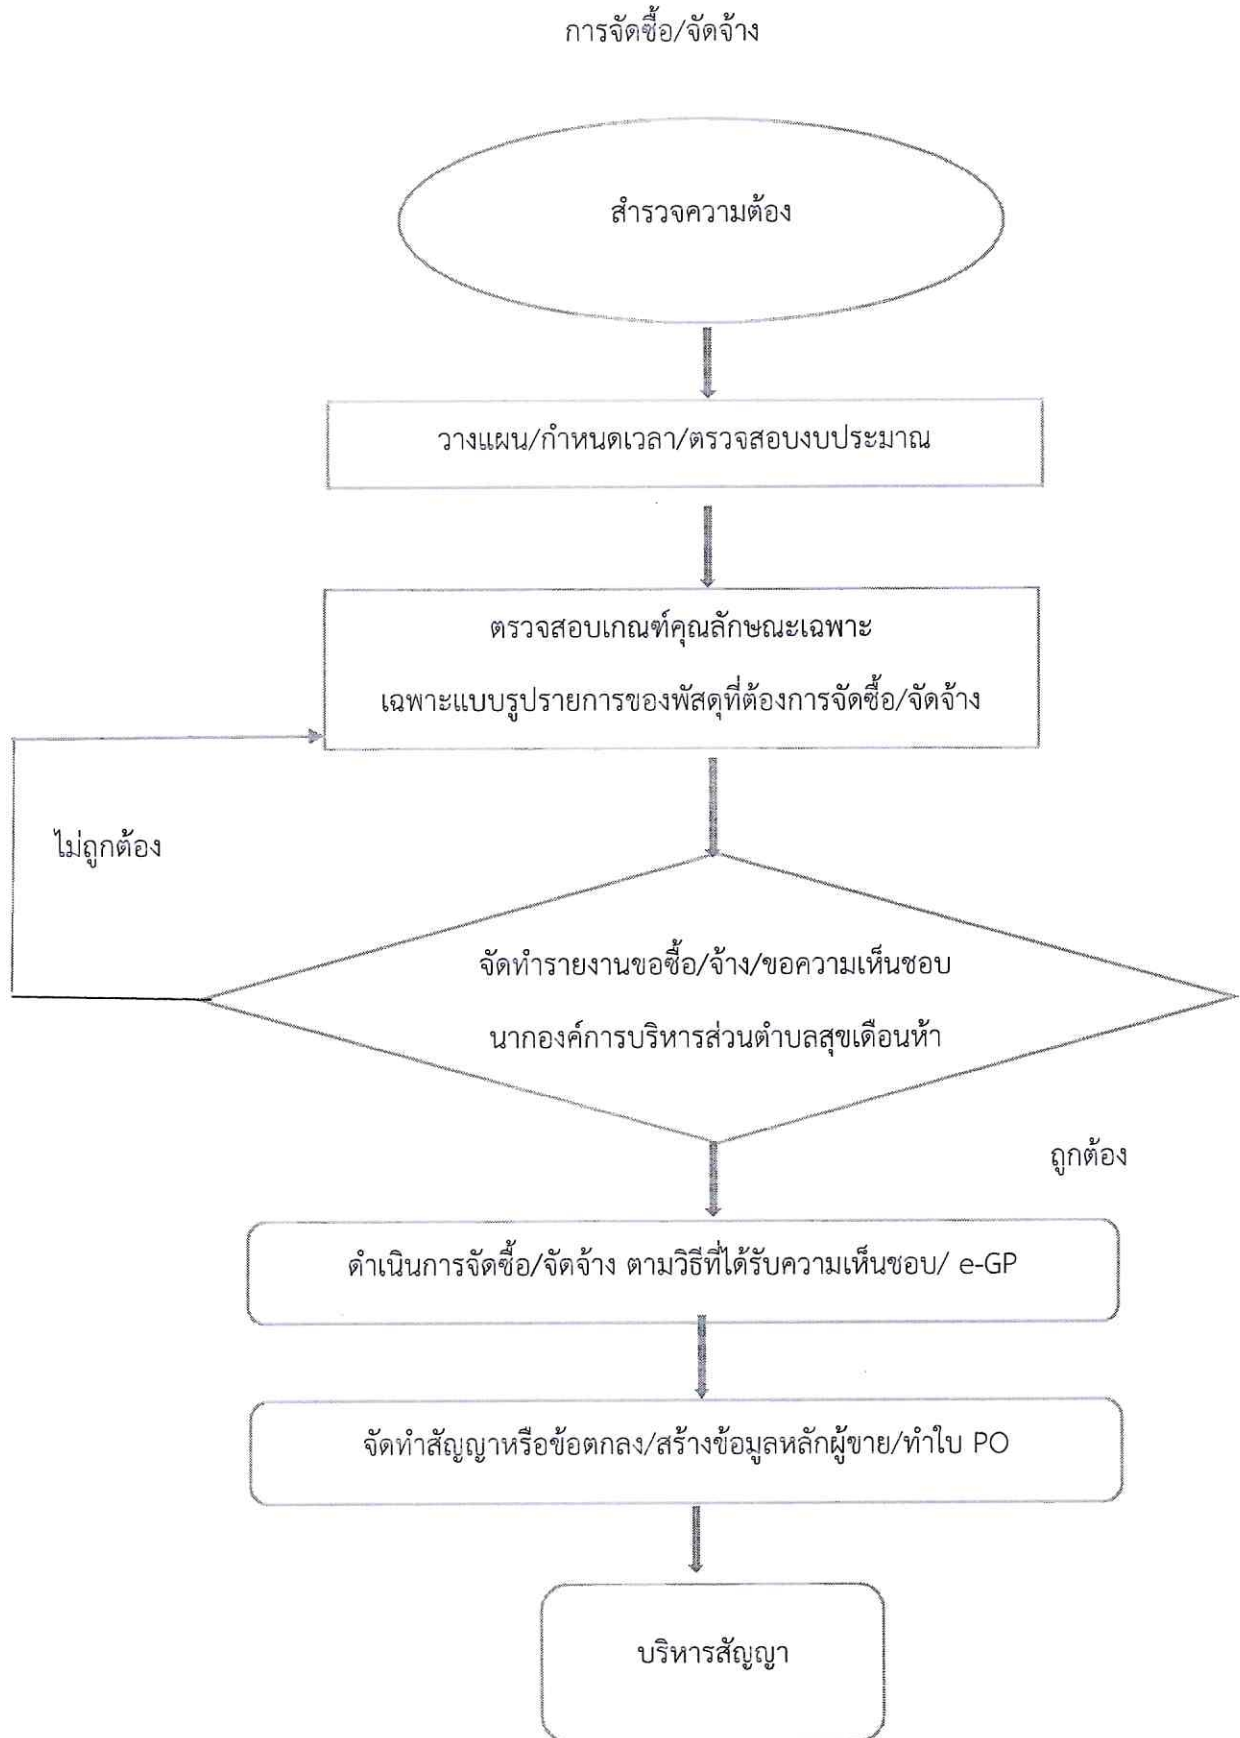 การจัดซื้อ/จัดจ้าง
สำรวจความต้อง
วางแผน/กำหนดเวลา/ตรวจสอบงบประมาณ
ตรวจสอบเกณฑ์คุณลักษณะเฉพาะ
เฉพาะแบบรูปรายการของพัสดุที่ต้องการจัดซื้อ/จัดจ้าง
ไม่ถูกต้อง
จัดทำรายงานขอซื้อ/จ้าง/ขอความเห็นชอบ
นากองค์การบริหารส่วนตำบลสุขเดือนห้า
ถูกต้อง
ดำเนินการจัดซื้อ/จัดจ้าง ตามวิธีที่ได้รับความเห็นชอบ/ e-GP
จัดทำสัญญาหรือข้อตกลง/สร้างข้อมูลหลักผู้ขาย/ทำใบ PO
บริหารสัญญา